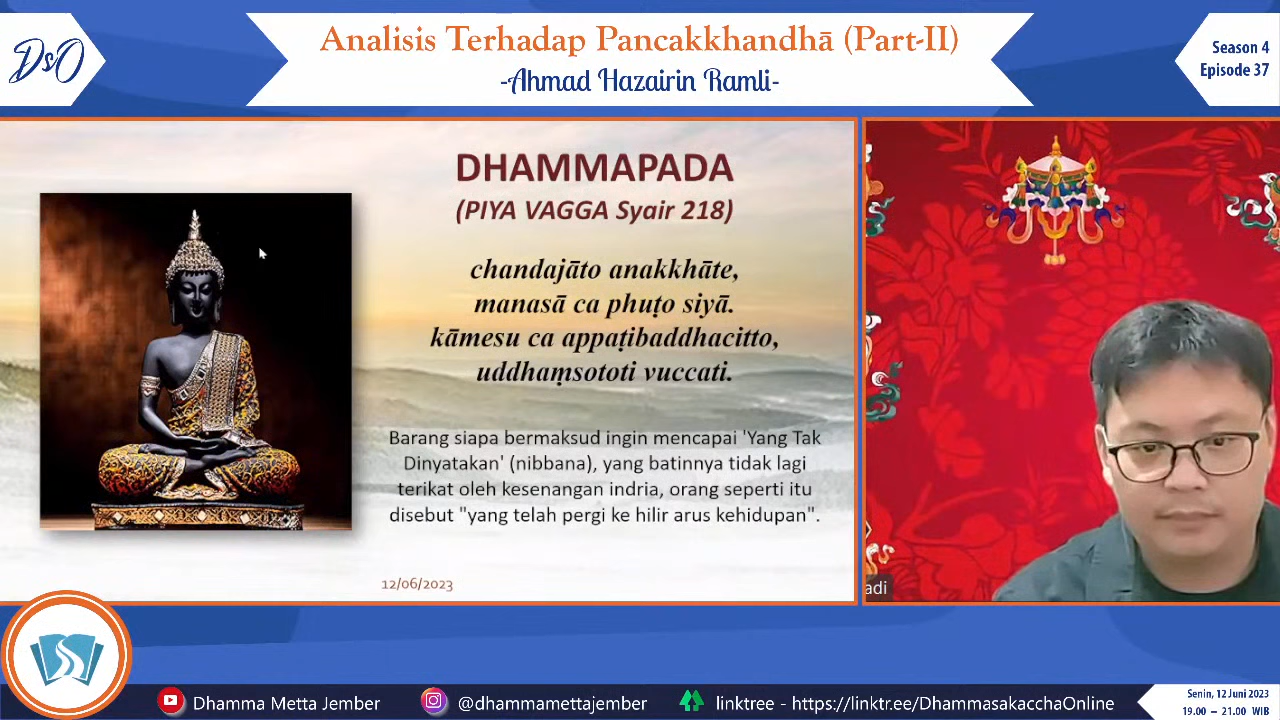 DsO
Analisis Terhadap Pancakkhandhā (Part-II)
-Ahmad Hazairin Ramli-
Season 4
Episode 37
DHAMMAPADA
(PIYA VAGGA Syair 218)
chandajāto anakkhāte,
manasā ca phuṭo siyā.
kāmesu ca appaṭibaddhacitto,
uddhaṃsototi vuccati.
Barang siapa bermaksud ingin mencapai 'Yang Tak
Dinyatakan' (nibbana), yang batinnya tidak lagi
terikat oleh kesenangan indria, orang seperti itu
disebut "yang telah pergi ke hilir arus kehidupan".
12/06/2023
adi
Dhamma Metta Jember
@dhammamettajember
linktree - https://linktr.ee/DhammasakacchaOnline
Senin, 12 Juni 2023
19.00 – 21.00 WIB